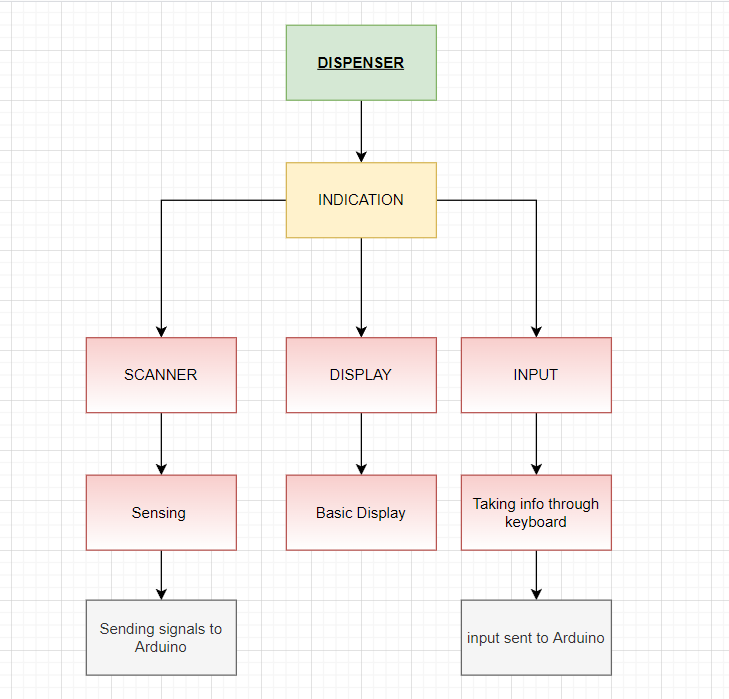 DISPENSER
INDICATION
SCANNER
DISPLAY
INPUT
Sensing
Basic Display
Taking info through
keyboard
Sending signals to
Arduino
input sent to Arduino